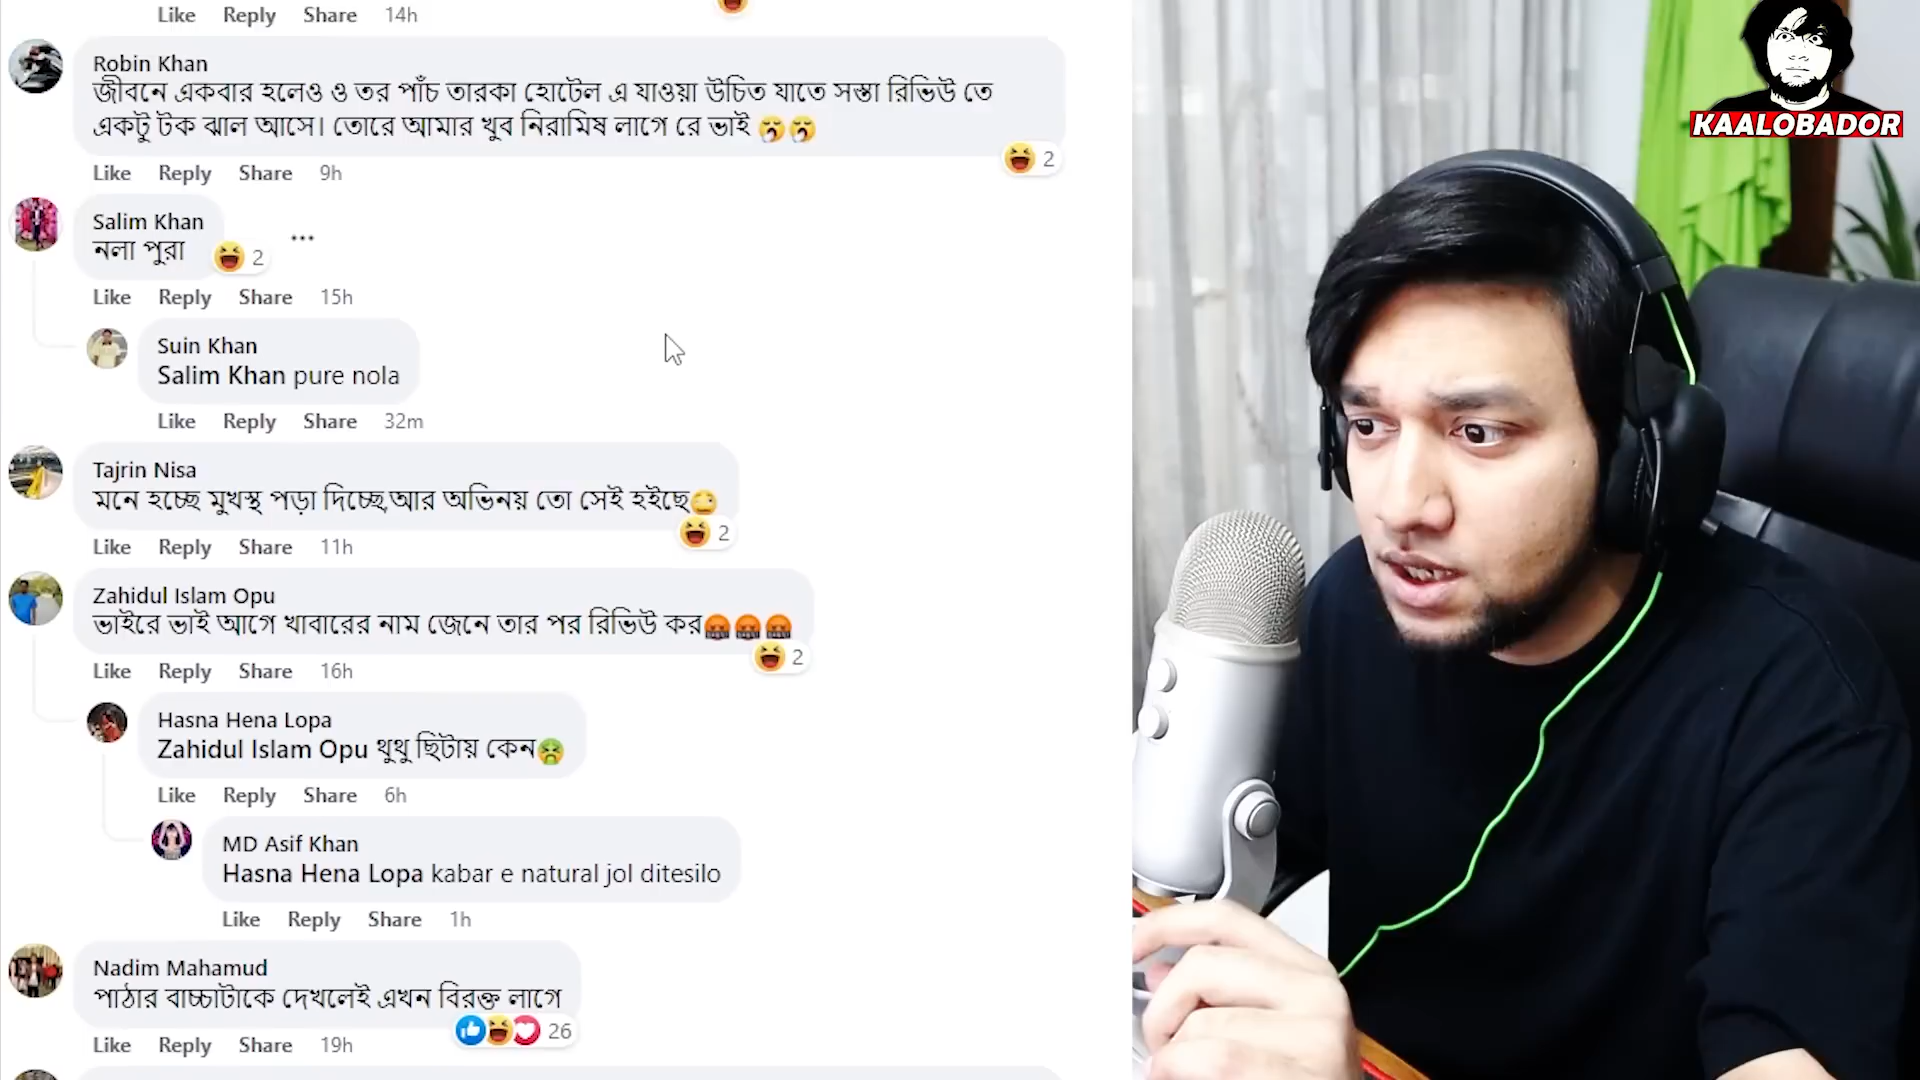 Like Reply Share 14h
Robin Khan
জীবনে একবার হলেও ও তর পাঁচ তারকা হোটেল এ যাওয়া উচিত যাতে সস্তা রিভিউ তে
একটু টক ঝাল আসে। তোরে আমার খুব নিরামিষ লাগে রে ভাই
2
Like Reply Share 9h
Salim Khan
নলা পুরা
2
Like Reply Share 15h
Suin Khan
Salim Khan pure nola
Like Reply Share 32m
Tajrin Nisa
মনে হচ্ছে মুখস্থ পড়া দিচ্ছে,আর অভিনয় তো সেই হইছে
2
Like Reply Share 11h
Zahidul Islam Opu
ভাইরে ভাই আগে খাবারের নাম জেনে তার পর রিভিউ কর
2
Like Reply Share 16h
Hasna Hena Lopa
Zahidul Islam Opu থুথু ছিটায় কেন
Like Reply Share 6h
MD Asif Khan
Hasna Hena Lopa kabar e natural jol ditesilo
Like Reply Share 1h
Nadim Mahamud
পাঠার বাচ্চাটাকে দেখলেই এখন বিরক্ত লাগে
26
Like Reply Share 19h
KAALOBADOR